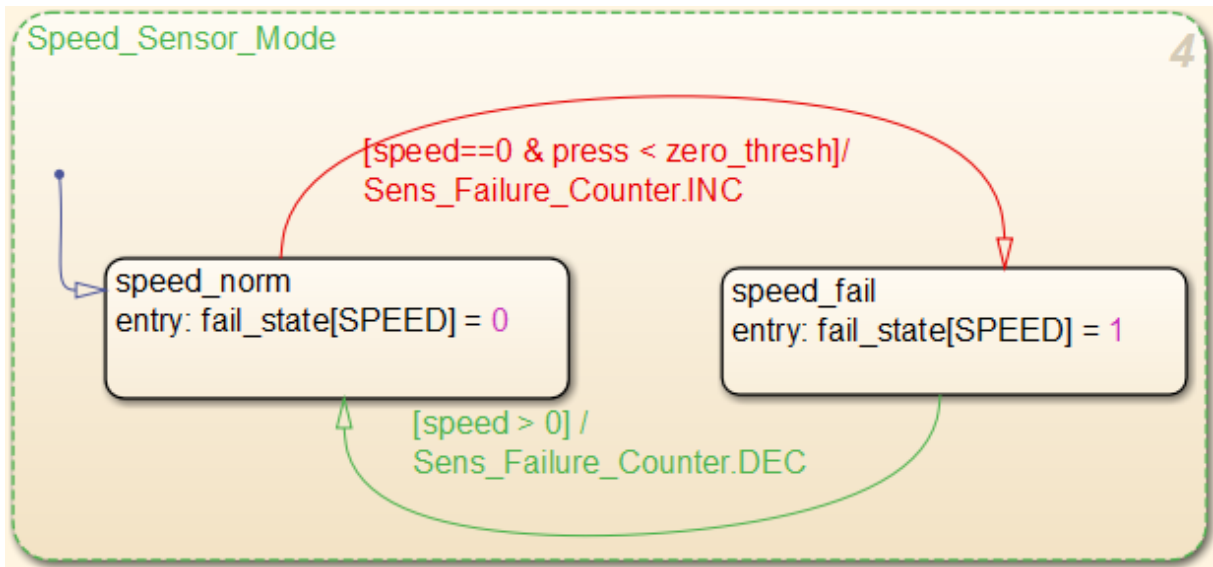 Speed_Sensor_Mode
4
[speed==0 & press < zero_thresh]/
Sens_Failure_Counter.INC
speed_norm
entry: fail_state[SPEED] = 0
speed_fail
entry: fail_state[SPEED] = 1
[speed > 0] /
Sens_Failure_Counter.DEC